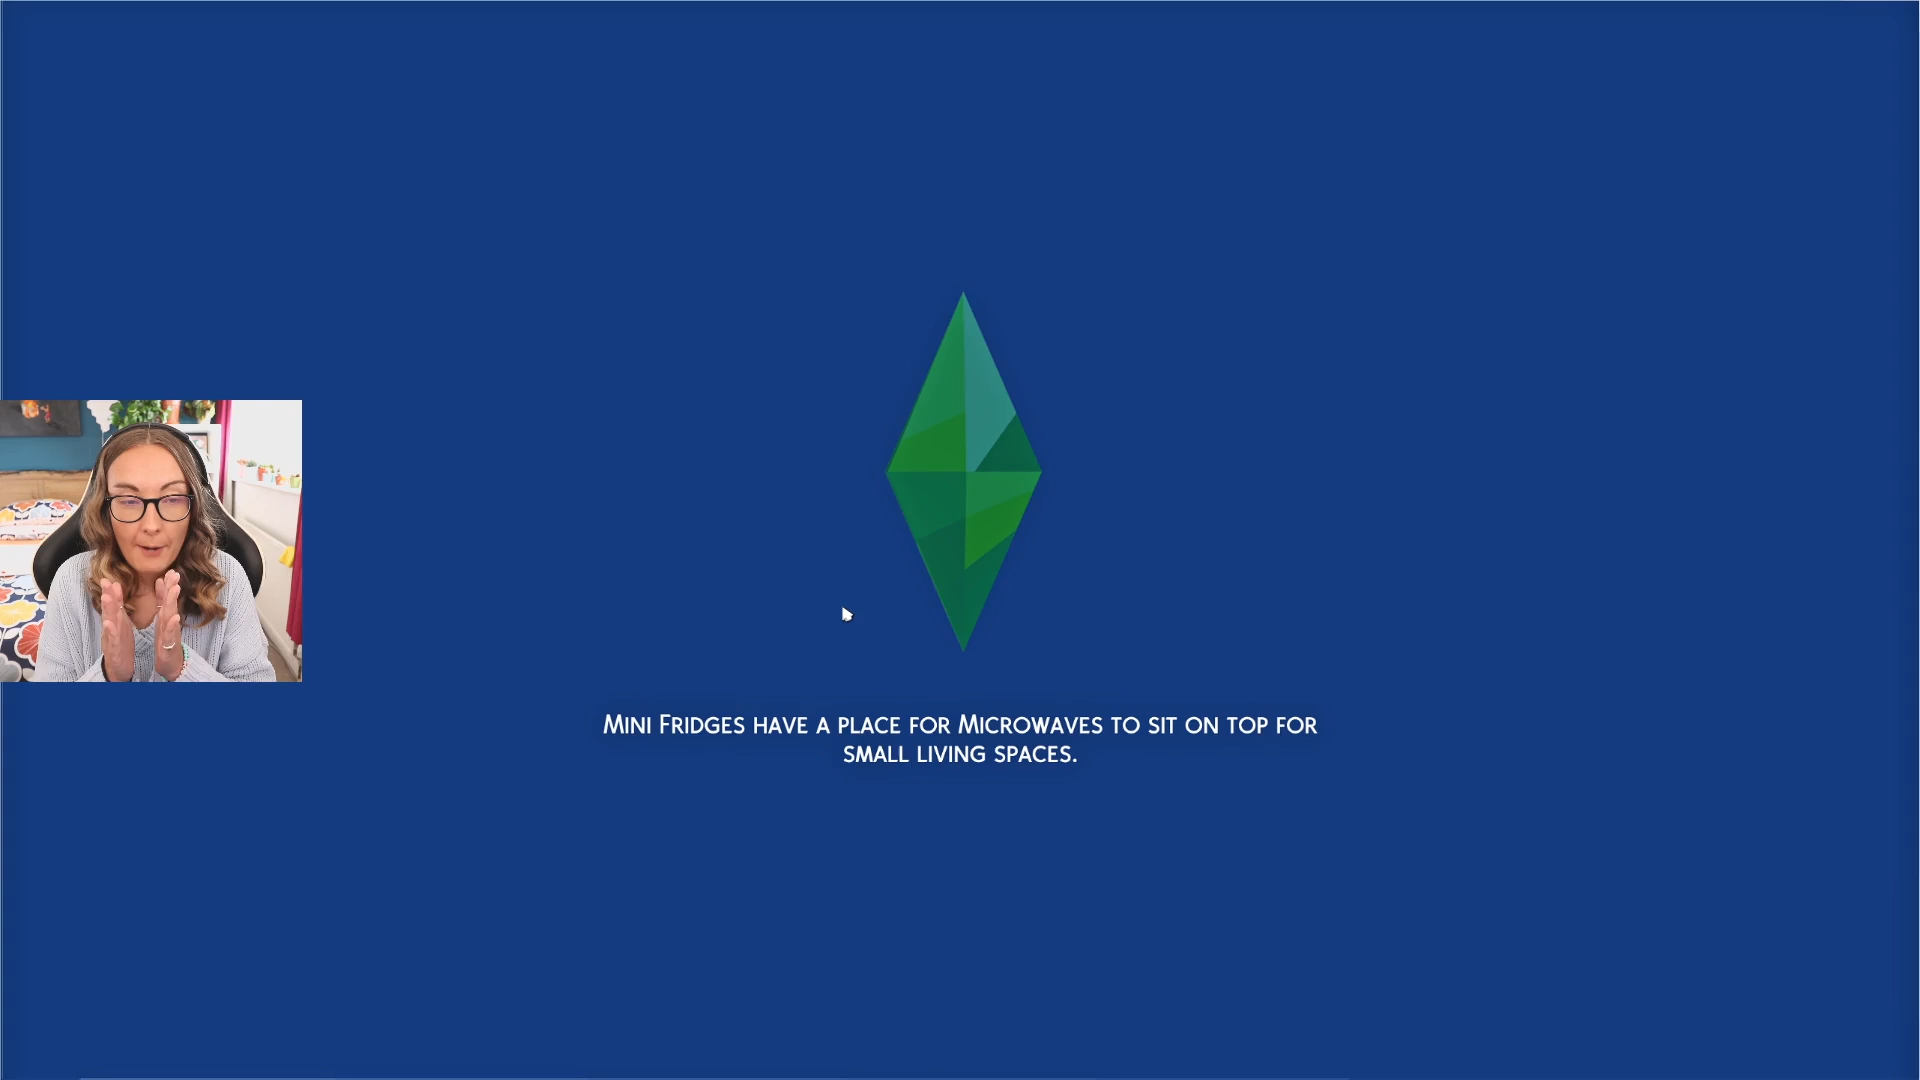 Mini Fridges have a place for Microwaves to sit on top for
small living spaces.